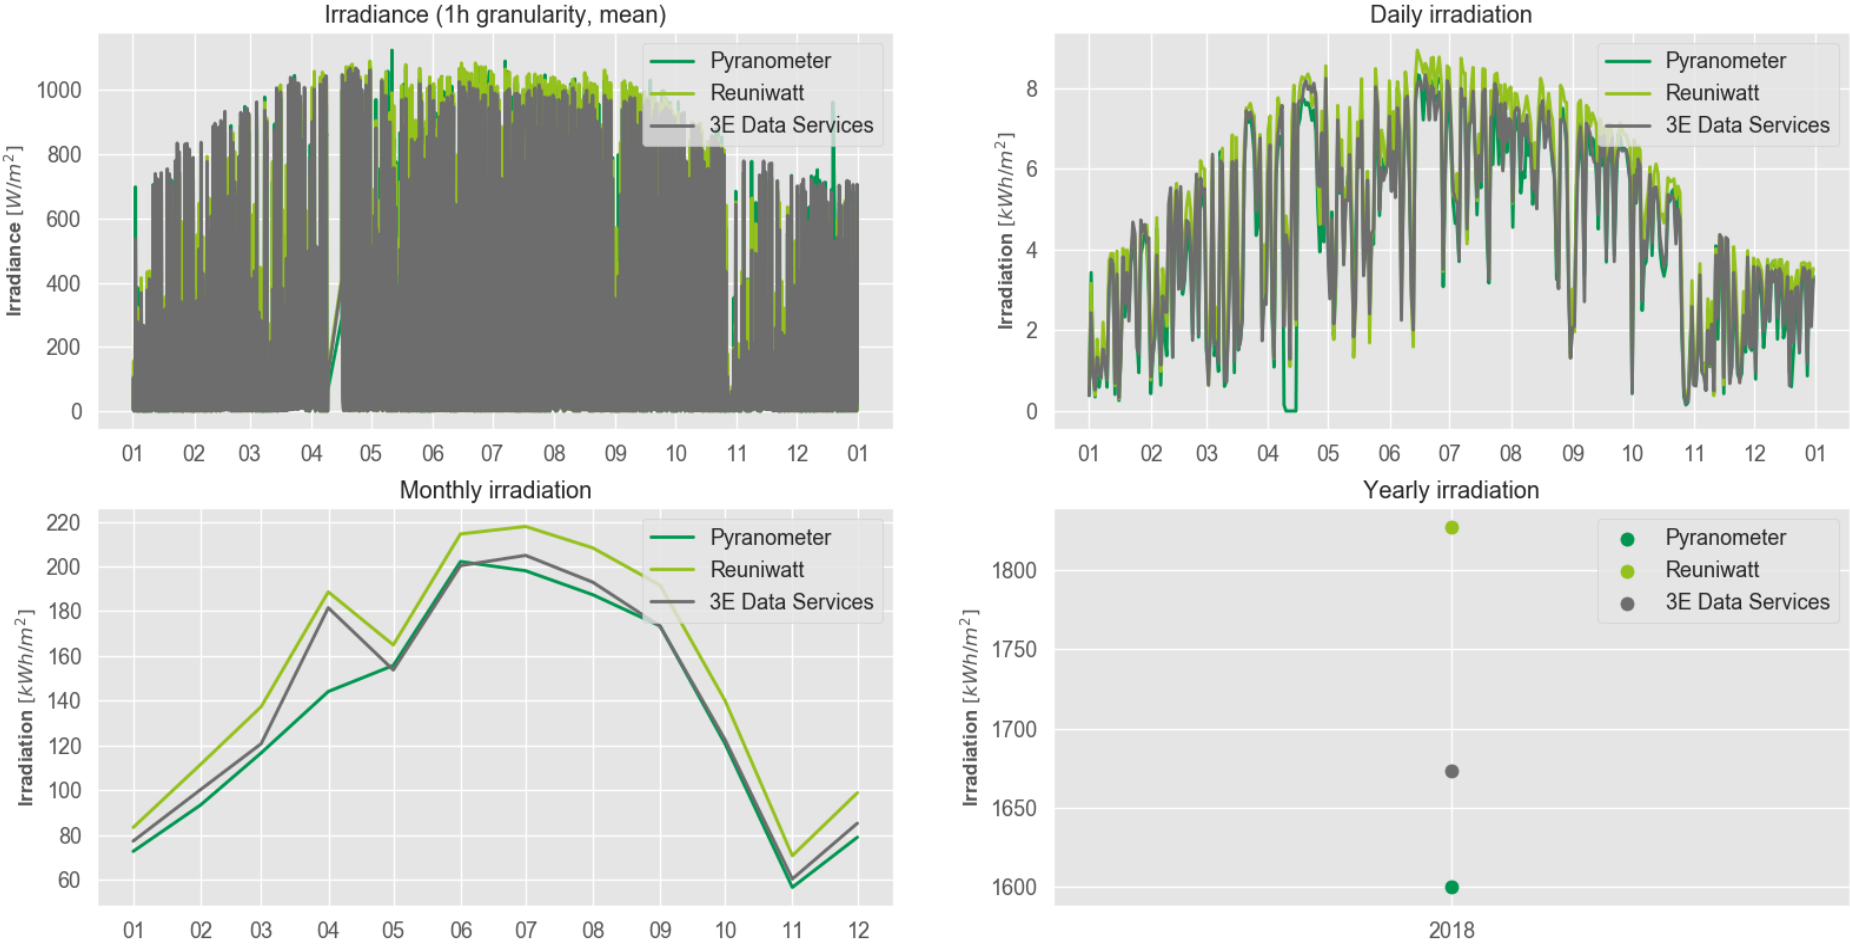 Irradiance (1h granularity, mean)
Irradiance [W/m²]
1000
800
600
400
200
0
01 02 03 04 05 06 07 08 09 10 11 12 01
Pyranometer
Reuniwatt
3E Data Services
Daily irradiation
Irradiation [kWh/m²]
8
6
4
2
0
01 02 03 04 05 06 07 08 09 10 11 12 01
Pyranometer
Reuniwatt
3E Data Services
Monthly irradiation
Irradiation [kWh/m²]
220
200
180
160
140
120
100
80
60
01 02 03 04 05 06 07 08 09 10 11 12
Pyranometer
Reuniwatt
3E Data Services
Yearly irradiation
Irradiation [kWh/m²]
1800
1750
1700
1650
1600
2018
Pyranometer
Reuniwatt
3E Data Services